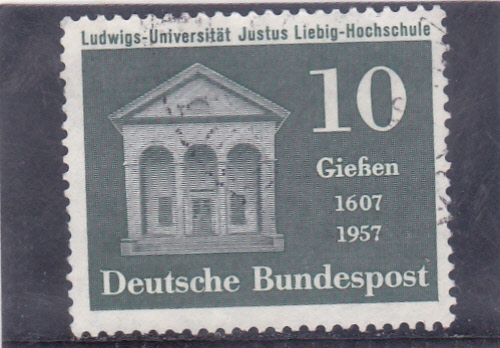 Ludwigs-Universität Justus Liebig-Hochschule
10
Gießen
1607
1957
Deutsche Bundespost